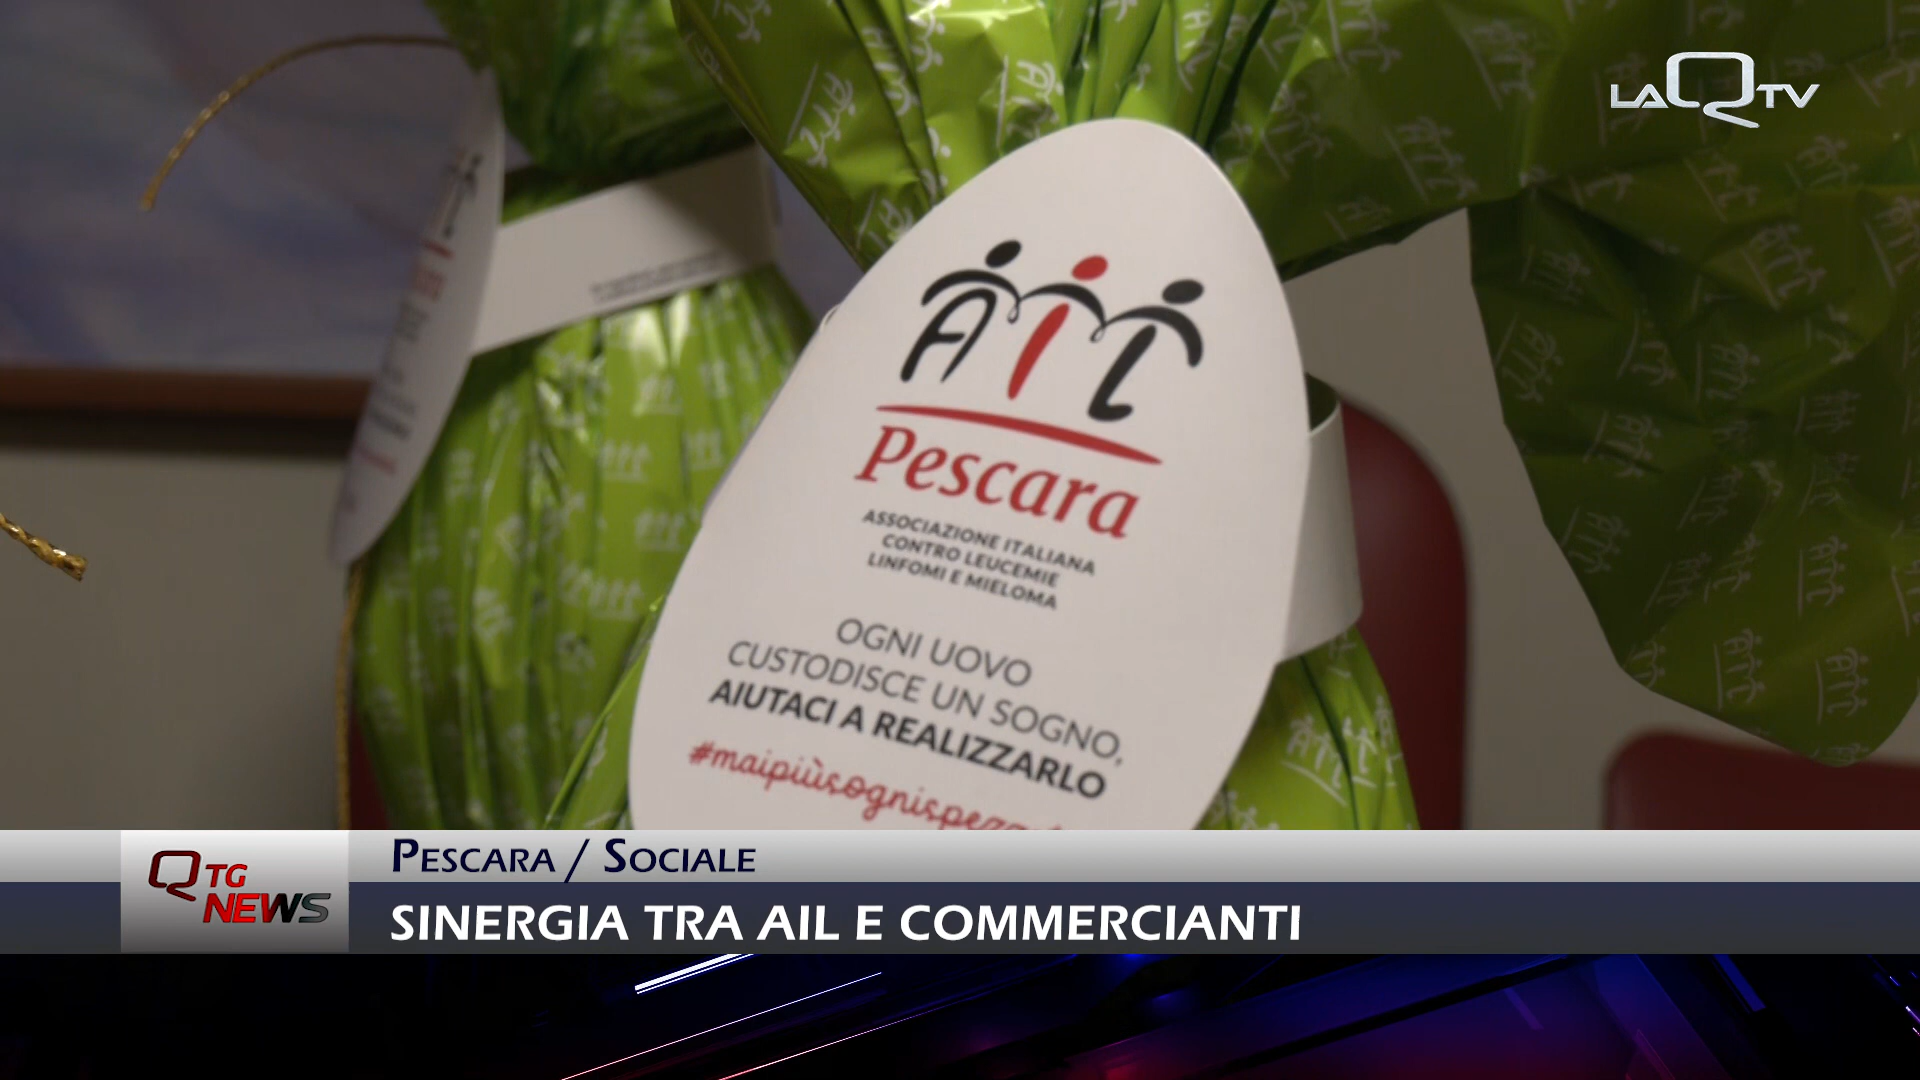 LAQTV
AIL
Pescara
ASSOCIAZIONE ITALIANA
CONTRO LEUCEMIE
LINFOMI E MIELOMA
OGNI UOVO
CUSTODISCE UN SOGNO,
AIUTACI A REALIZZARLO
PESCARA / SOCIALE
Q TG
NEWS
SINERGIA TRA AIL E COMMERCIANTI